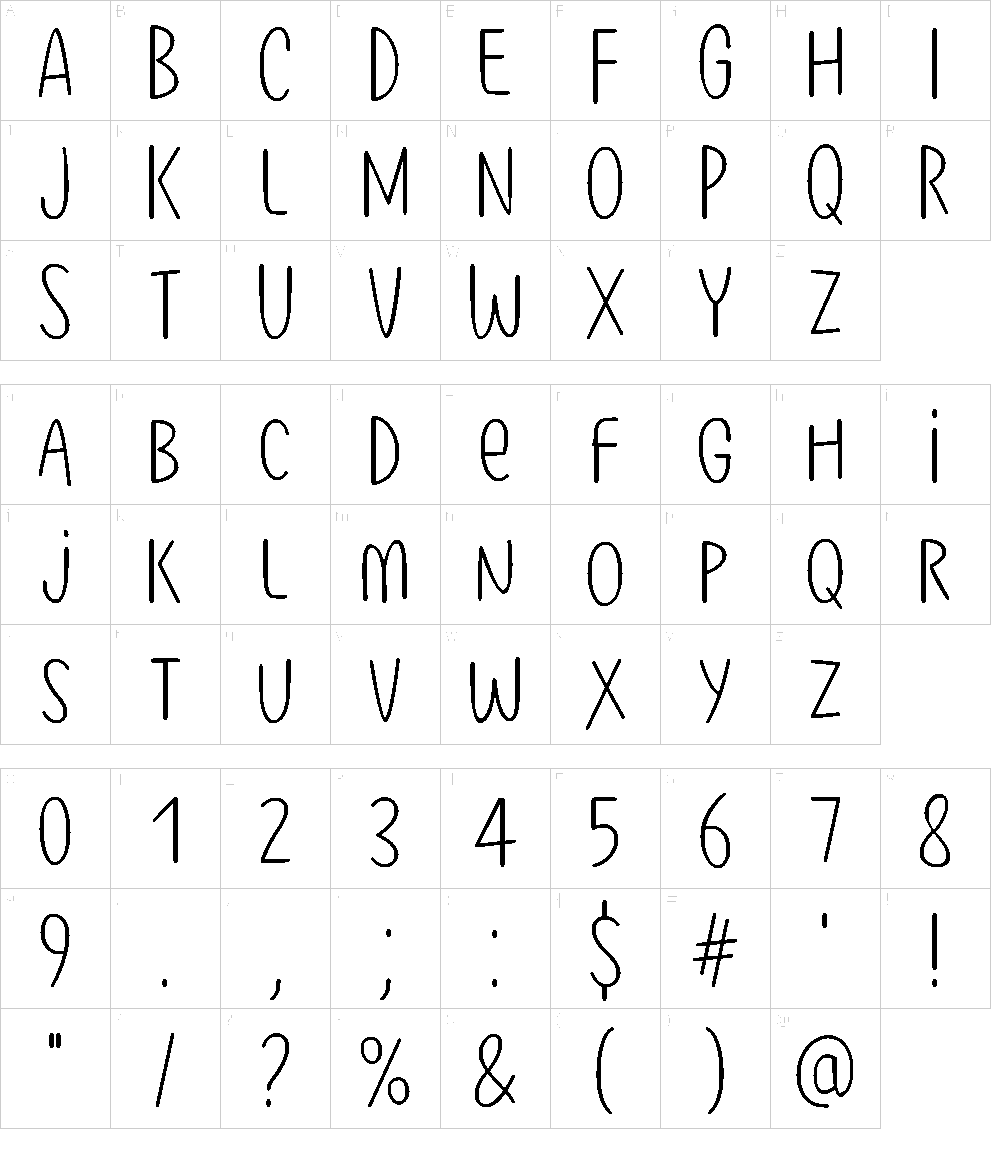 A B C D E F G H I
J K L M N O P Q R
S T U V W X Y Z
A B C D e F G H i
j K L m N O P Q R
S T U V W X y Z
0 1 2 3 4 5 6 7 8
9 . , ; : $ # ' !
" / ? % & ( ) @